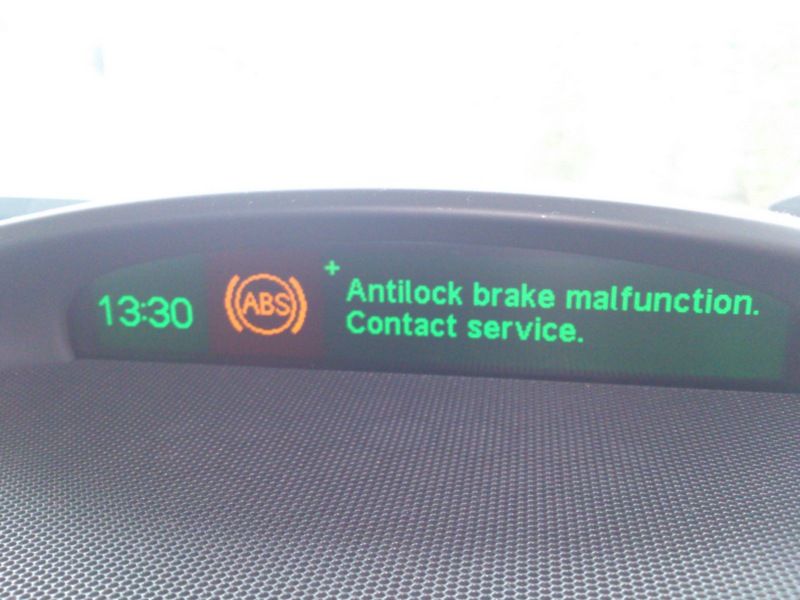 13:30
ABS
+
Antilock brake malfunction.
Contact service.